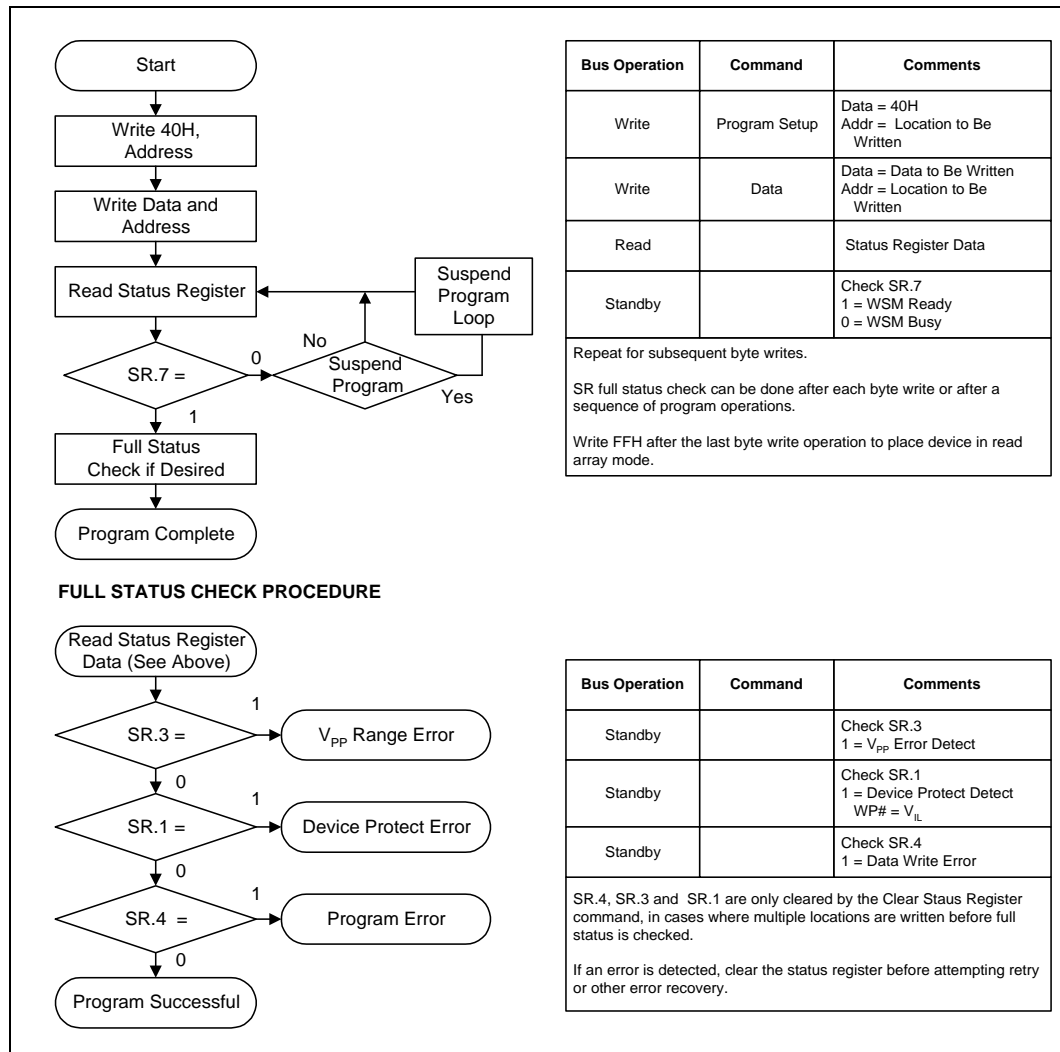 Start
Write 40H,
Address
Write Data and
Address
Read Status Register
Suspend
Program
Loop
No
0
SR.7 =
Suspend
Program
Yes
1
Full Status
Check if Desired
Program Complete
Bus Operation Command Comments
Write Program Setup Data = 40H
Addr = Location to Be
Written
Write Data Data = Data to Be Written
Addr = Location to Be
Written
Read Status Register Data
Standby Check SR.7
1 = WSM Ready
0 = WSM Busy
Repeat for subsequent byte writes.
SR full status check can be done after each byte write or after a
sequence of program operations.
Write FFH after the last byte write operation to place device in read
array mode.
FULL STATUS CHECK PROCEDURE
Read Status Register
Data (See Above)
1
SR.3 =
VPP Range Error
0
1
SR.1 =
Device Protect Error
0
1
SR.4 =
Program Error
0
Program Successful
Bus Operation Command Comments
Standby Check SR.3
1 = VPP Error Detect
Standby Check SR.1
1 = Device Protect Detect
WP# = VIL
Standby Check SR.4
1 = Data Write Error
SR.4, SR.3 and SR.1 are only cleared by the Clear Staus Register
command, in cases where multiple locations are written before full
status is checked.
If an error is detected, clear the status register before attempting retry
or other error recovery.